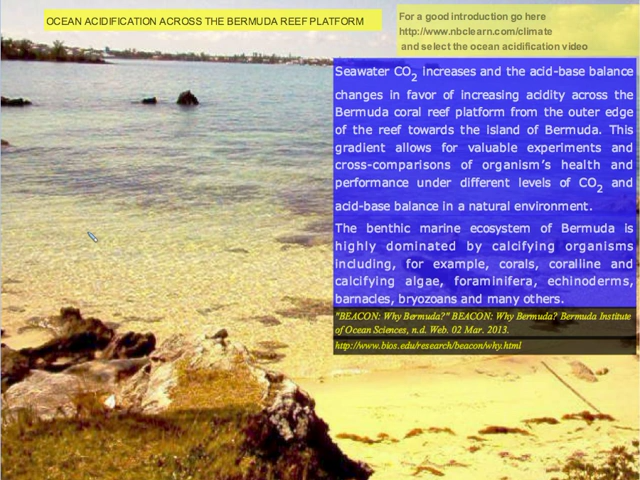 OCEAN ACIDIFICATION ACROSS THE BERMUDA REEF PLATFORM
For a good introduction go here
http://www.nbclearn.com/climate
and select the ocean acidification video
Seawater CO2 increases and the acid-base balance
changes in favor of increasing acidity across the
Bermuda coral reef platform from the outer edge
of the reef towards the island of Bermuda. This
gradient allows for valuable experiments and
cross-comparisons of organism's health and
performance under different levels of CO2 and
acid-base balance in a natural environment.
The benthic marine ecosystem of Bermuda is
highly dominated by calcifying organisms
including, for example, corals, coralline and
calcifying algae, foraminifera, echinoderms,
barnacles, bryozoans and many others.
"BEACON: Why Bermuda?" BEACON: Why Bermuda? Bermuda Institute
of Ocean Sciences, n.d. Web. 02 Mar. 2013.
http://www.bios.edu/research/beacon/why.html